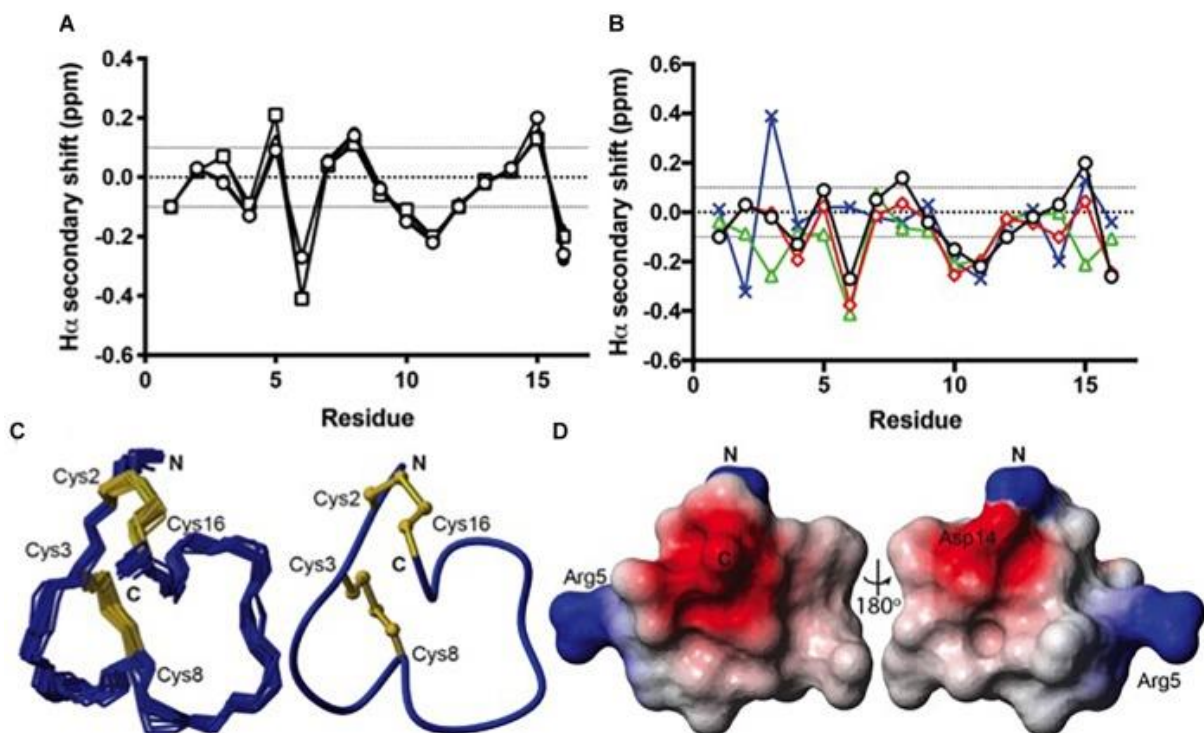 A
Hα secondary shift (ppm)
0.4
0.2
0.0
-0.2
-0.4
-0.6
0
5
10
15
Residue
B
Hα secondary shift (ppm)
0.6
0.4
0.2
0.0
-0.2
-0.4
-0.6
0
5
10
15
Residue
C
Cys2
N
Cys16
Cys3
C
Cys8
N
Cys2
Cys16
Cys3
C
Cys8
D
N
Arg5
C
180°
N
Asp14
Arg5